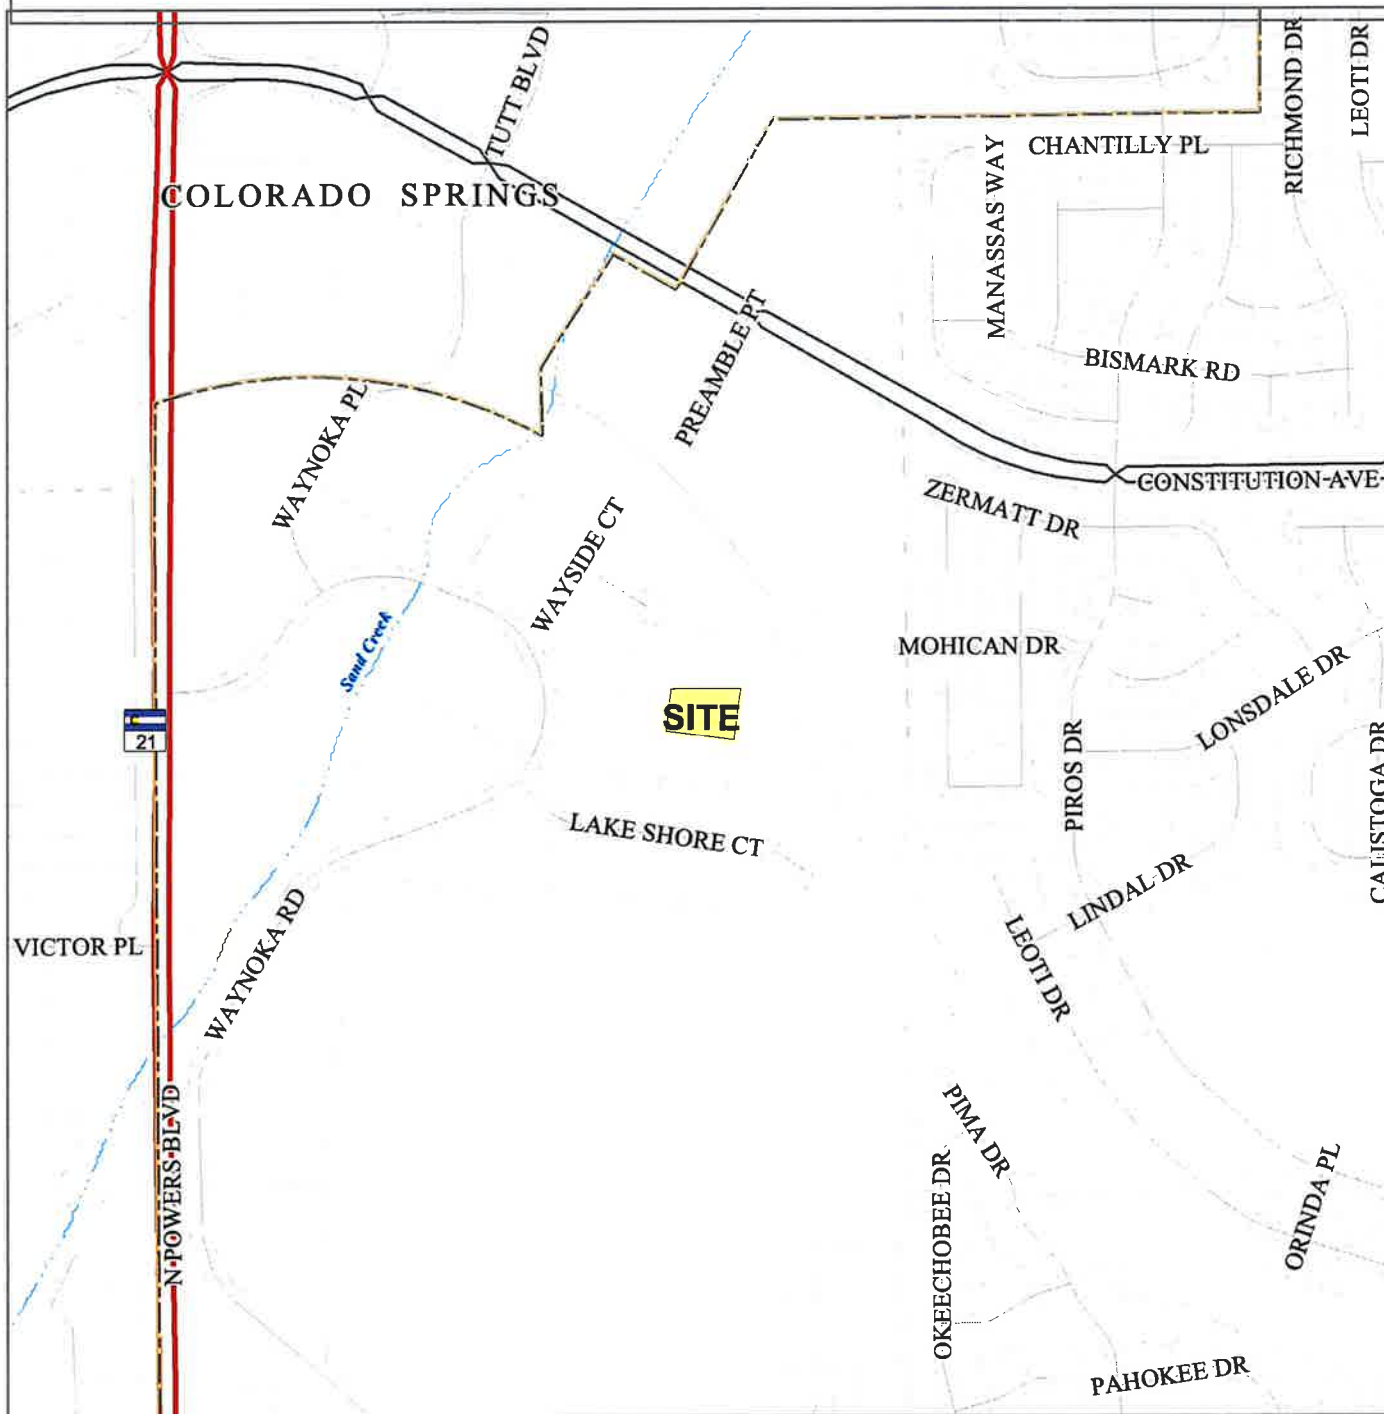 TUTT BLVD
RICHMOND DR
LEOTI DR
COLORADO SPRINGS
CHANTILLY PL
MANASSAS WAY
PREAMBLE PT
BISMARK RD
WAYNOKA PL
CONSTITUTION AVE
ZERMATT DR
WAYSIDE CT
Sand Creek
MOHICAN DR
LONSDALE DR
SITE
21
PIROS DR
CALISTOGA DR
LAKE SHORE CT
LINDAL DR
VICTOR PL
WAYNOKA RD
LEOTI DR
N POWERS BLVD
PIMA DR
OKEECHOBEE DR
ORINDA PL
PAHOKEE DR